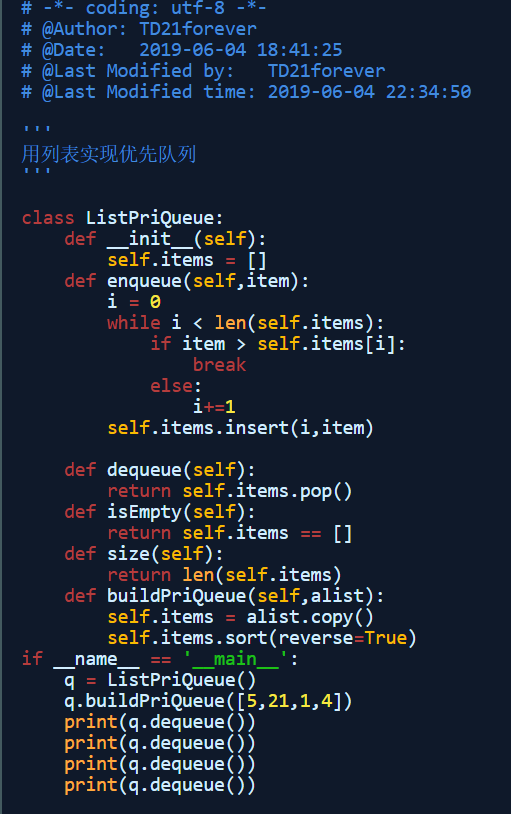 # -*- coding: utf-8 -*-
# @Author: TD21forever
# @Date:   2019-06-04 18:41:25
# @Last Modified by:   TD21forever
# @Last Modified time: 2019-06-04 22:34:50

'''
用列表实现优先队列
'''

class ListPriQueue:
    def __init__(self):
        self.items = []
    def enqueue(self,item):
        i = 0
        while i < len(self.items):
            if item > self.items[i]:
                break
            else:
                i+=1
        self.items.insert(i,item)

    def dequeue(self):
        return self.items.pop()
    def isEmpty(self):
        return self.items == []
    def size(self):
        return len(self.items)
    def buildPriQueue(self,alist):
        self.items = alist.copy()
        self.items.sort(reverse=True)
if __name__ == '__main__':
    q = ListPriQueue()
    q.buildPriQueue([5,21,1,4])
    print(q.dequeue())
    print(q.dequeue())
    print(q.dequeue())
    print(q.dequeue())